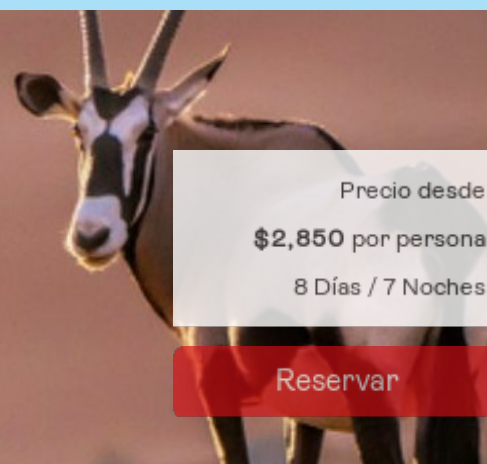 Precio desde
$2,850 por persona
8 Días / 7 Noches
Reservar